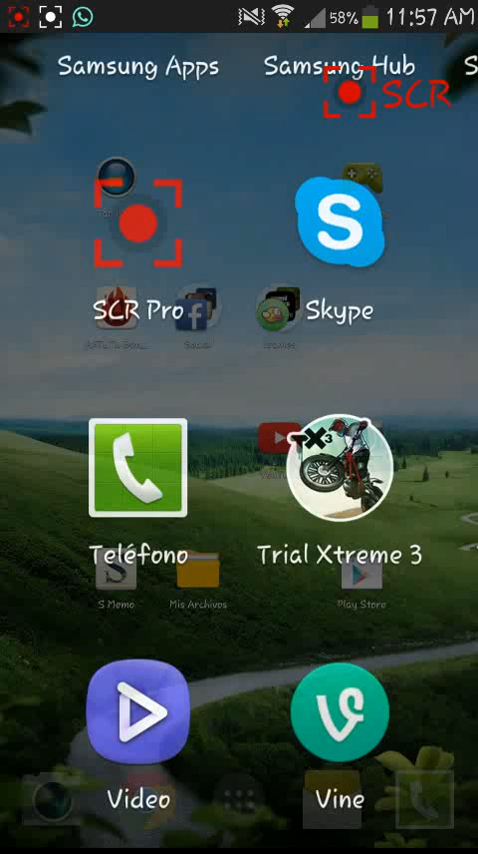 58% 11:57 AM
Samsung Apps Samsung Hub S
SCR
SCR Pro Skype
Social
Teléfono Trial Xtreme 3
S Memo Mis Archivos Play Store
Video Vine